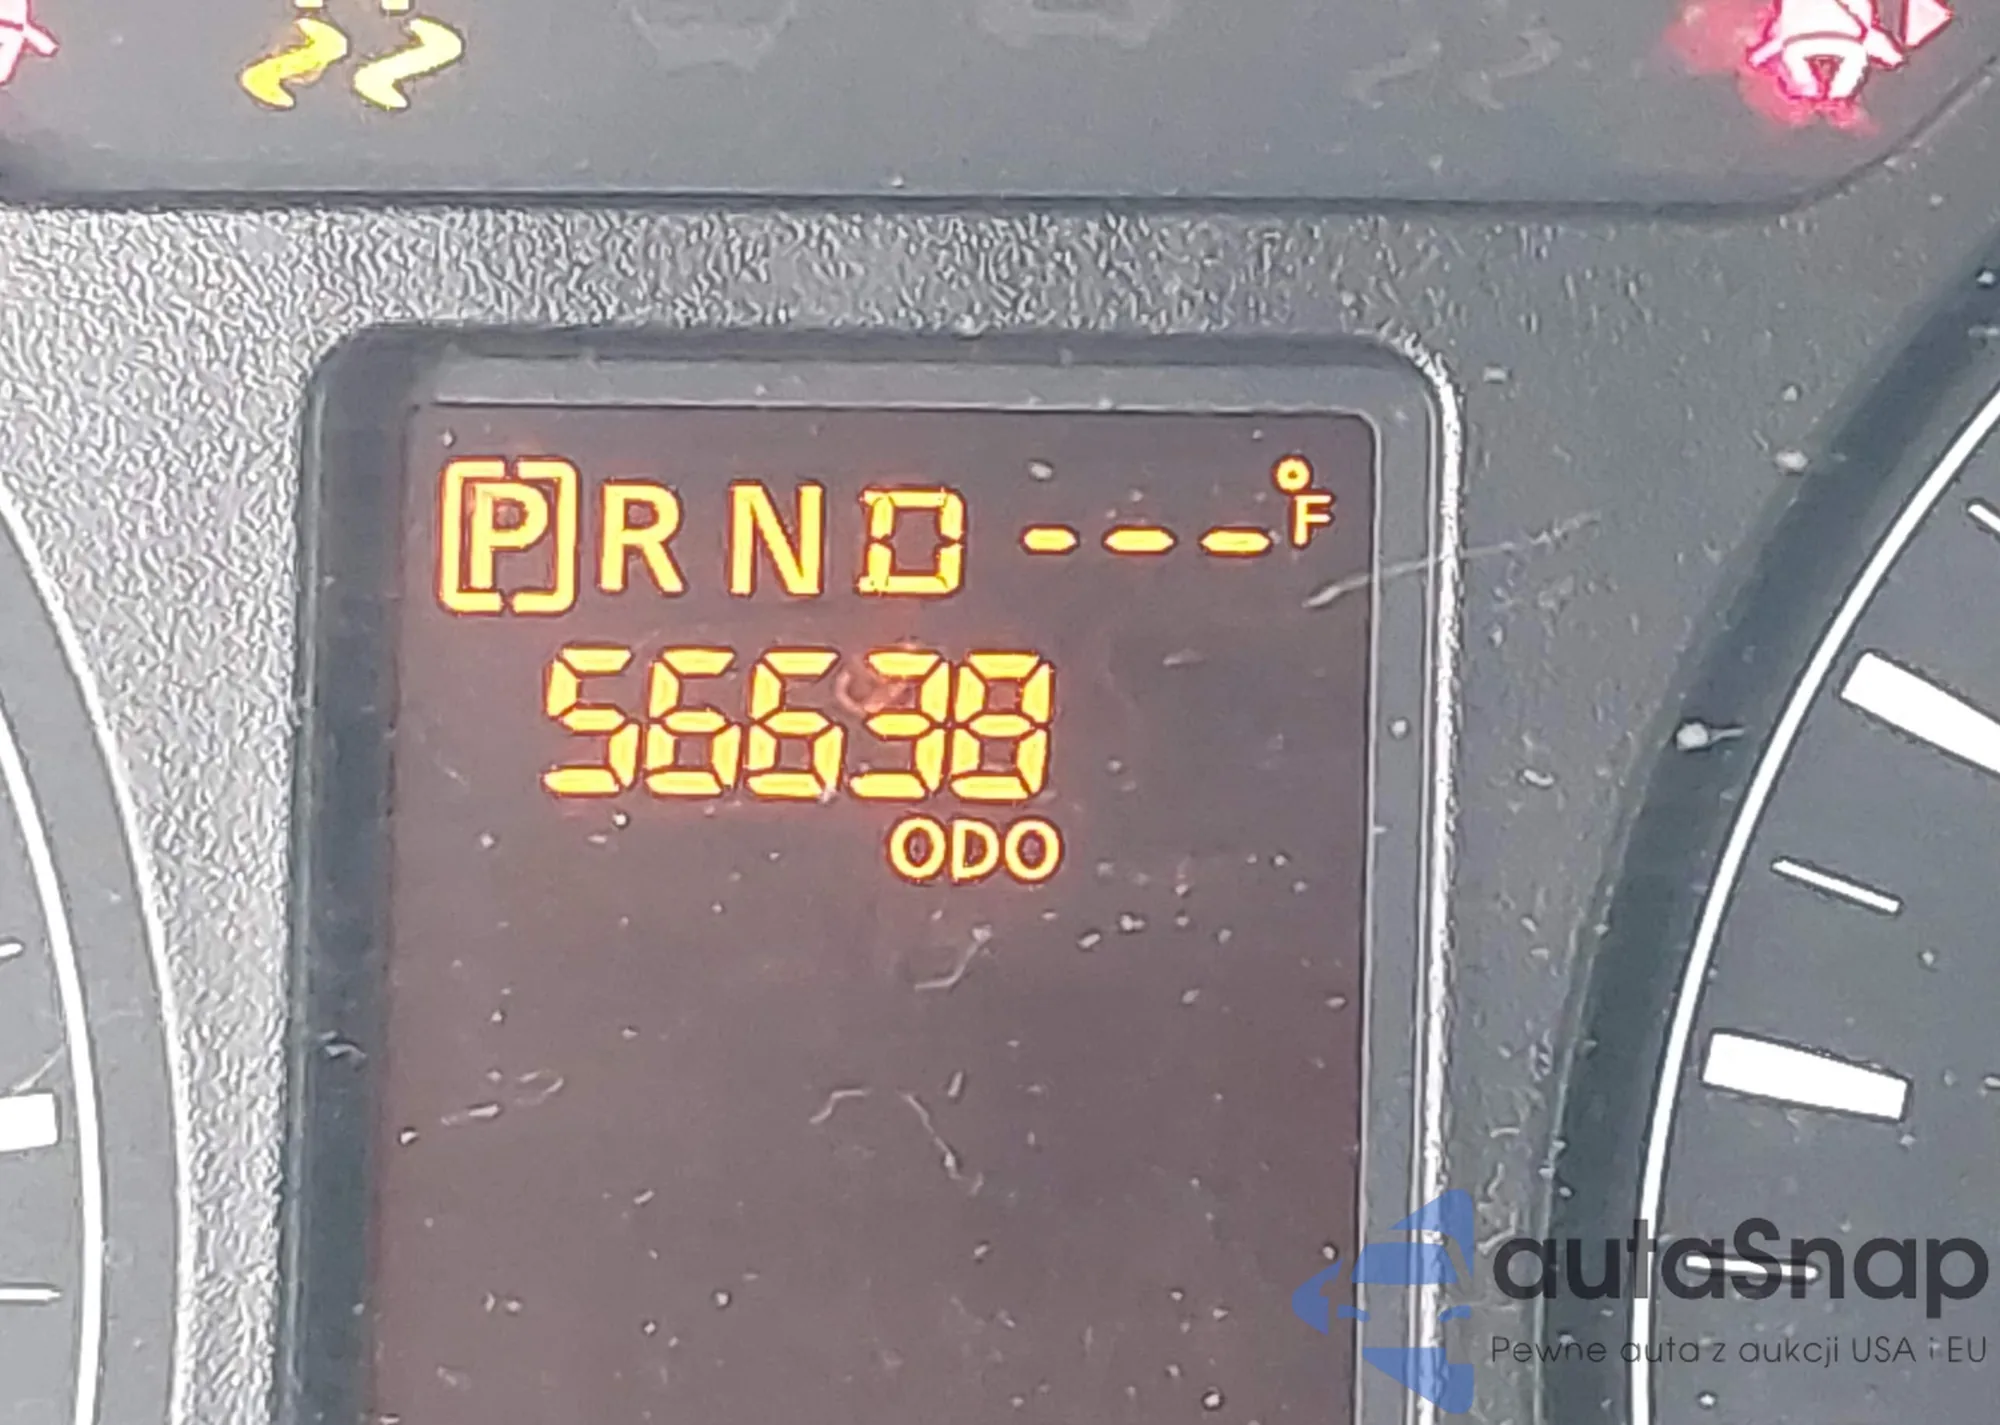 [P] R N D ---°F
56638
ODO
autaSnap
Pewne auta z aukcji USA i EU